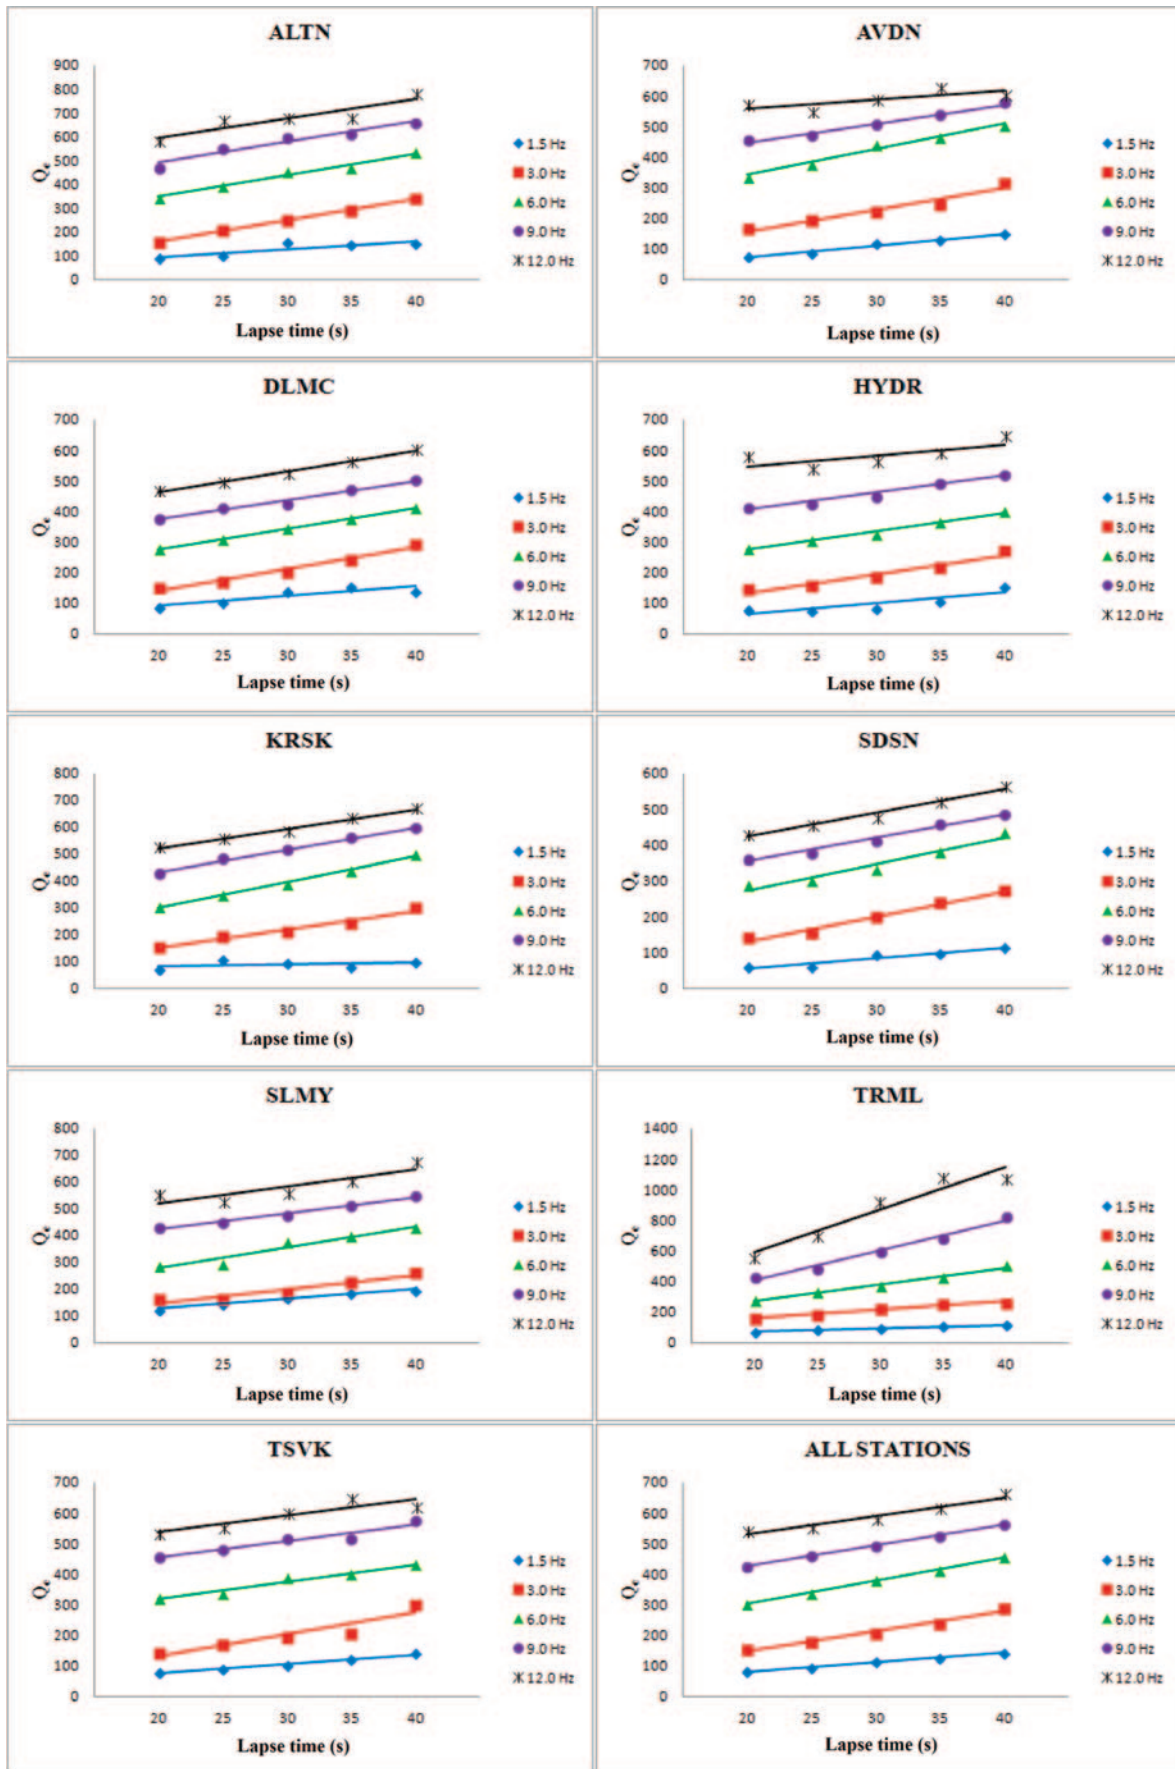 ALTN
900
800
700
600
500
400
300
200
100
0
Qc
20 25 30 35 40
Lapse time (s)
1.5 Hz
3.0 Hz
6.0 Hz
9.0 Hz
12.0 Hz
AVDN
700
600
500
400
300
200
100
0
Qc
20 25 30 35 40
Lapse time (s)
1.5 Hz
3.0 Hz
6.0 Hz
9.0 Hz
12.0 Hz
DLMC
700
600
500
400
300
200
100
0
Qc
20 25 30 35 40
Lapse time (s)
1.5 Hz
3.0 Hz
6.0 Hz
9.0 Hz
12.0 Hz
HYDR
700
600
500
400
300
200
100
0
Qc
20 25 30 35 40
Lapse time (s)
1.5 Hz
3.0 Hz
6.0 Hz
9.0 Hz
12.0 Hz
KRSK
800
700
600
500
400
300
200
100
0
Qc
20 25 30 35 40
Lapse time (s)
1.5 Hz
3.0 Hz
6.0 Hz
9.0 Hz
12.0 Hz
SDSN
600
500
400
300
200
100
0
Qc
20 25 30 35 40
Lapse time (s)
1.5 Hz
3.0 Hz
6.0 Hz
9.0 Hz
12.0 Hz
SLMY
800
700
600
500
400
300
200
100
0
Qc
20 25 30 35 40
Lapse time (s)
1.5 Hz
3.0 Hz
6.0 Hz
9.0 Hz
12.0 Hz
TRML
1400
1200
1000
800
600
400
200
0
Qc
20 25 30 35 40
Lapse time (s)
1.5 Hz
3.0 Hz
6.0 Hz
9.0 Hz
12.0 Hz
TSVK
700
600
500
400
300
200
100
0
Qc
20 25 30 35 40
Lapse time (s)
1.5 Hz
3.0 Hz
6.0 Hz
9.0 Hz
12.0 Hz
ALL STATIONS
700
600
500
400
300
200
100
0
Qc
20 25 30 35 40
Lapse time (s)
1.5 Hz
3.0 Hz
6.0 Hz
9.0 Hz
12.0 Hz